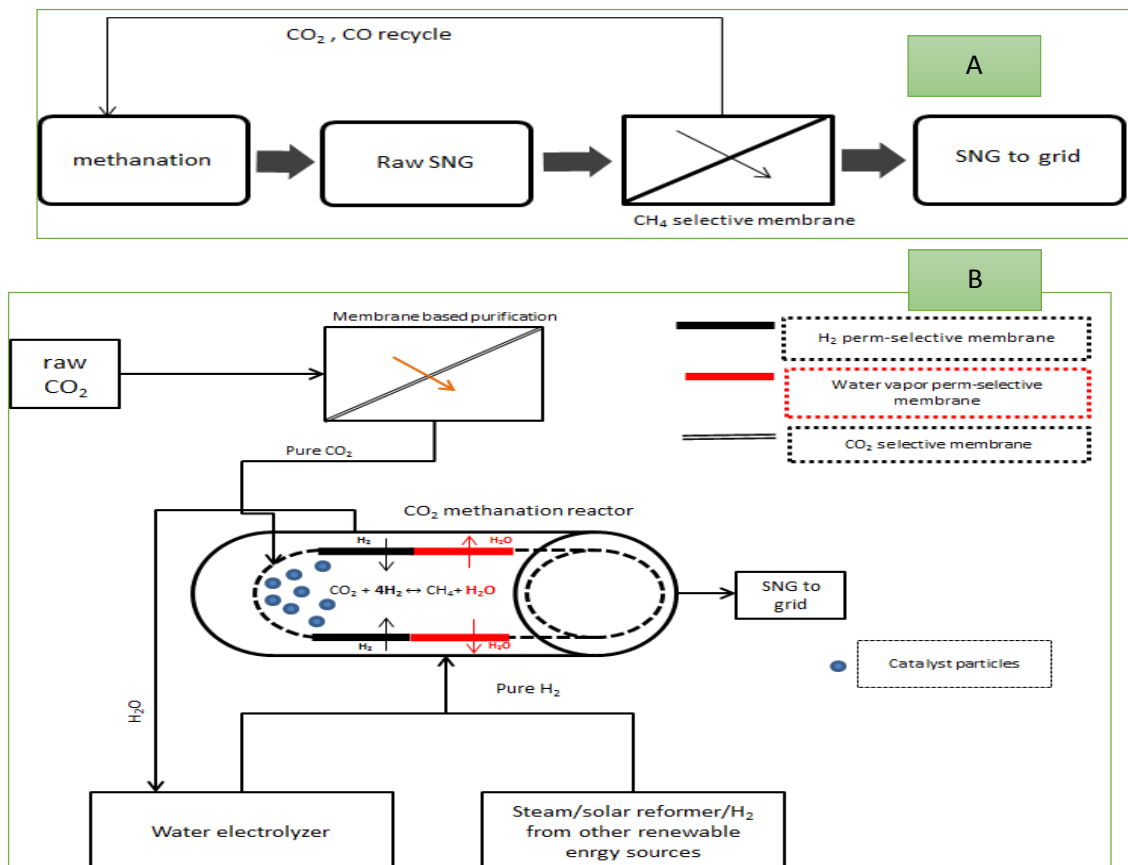 CO₂ , CO recycle
A
methanation
Raw SNG
SNG to grid
CH₄ selective membrane
B
Membrane based purification
raw
CO₂
H₂ perm-selective membrane
Water vapor perm-selective
membrane
CO₂ selective membrane
Pure CO₂
CO₂ methanation reactor
H₂
H₂O
CO₂ + 4H₂ ↔ CH₄+ H₂O
H₂
H₂O
SNG to
grid
Catalyst particles
Pure H₂
H₂O
Water electrolyzer
Steam/solar reformer/H₂
from other renewable
enrgy sources